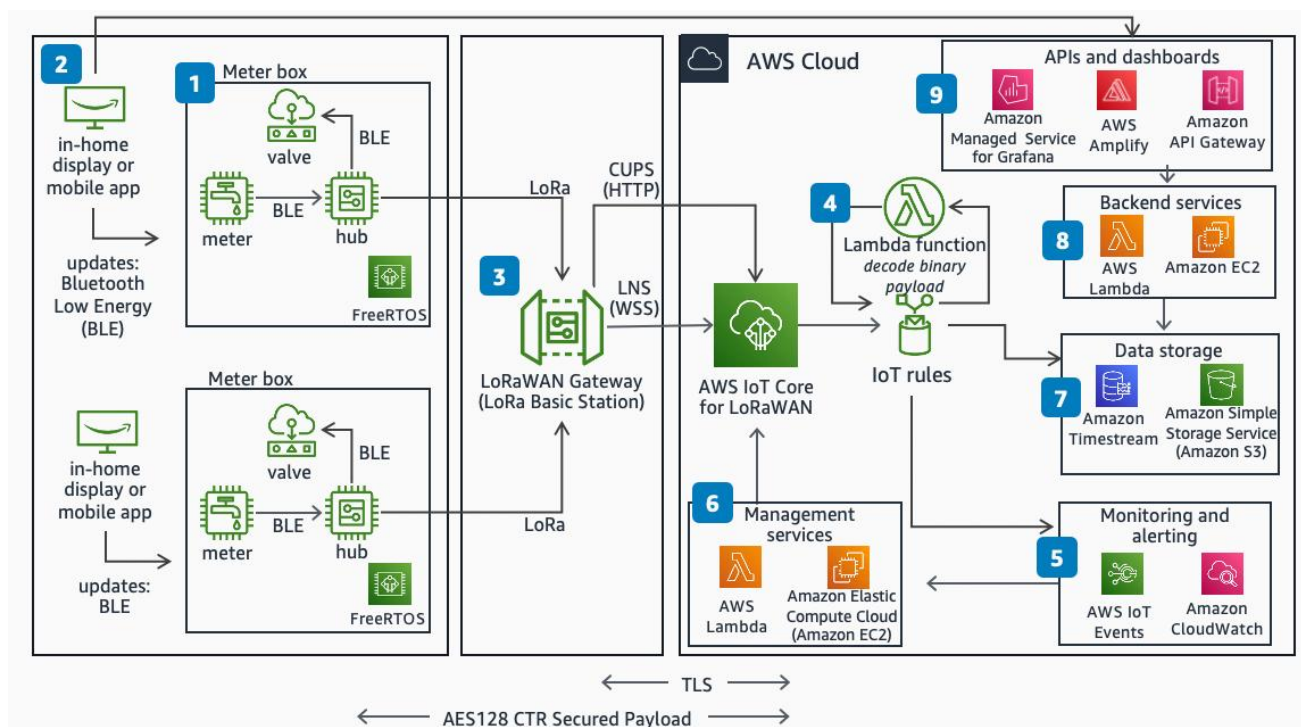 2
in-home
display or
mobile app
updates:
Bluetooth
Low Energy
(BLE)
1
Meter box
valve
BLE
meter
BLE
hub
FreeRTOS
in-home
display or
mobile app
updates:
BLE
Meter box
valve
BLE
meter
BLE
hub
FreeRTOS
LoRa
CUPS
(HTTP)
3
LNS
(WSS)
LoRaWAN Gateway
(LoRa Basic Station)
LoRa
AWS Cloud
AWS IoT Core
for LoRaWAN
4
Lambda function
decode binary
payload
IoT rules
9
APIs and dashboards
Amazon
Managed Service
for Grafana
AWS
Amplify
Amazon
API Gateway
8
Backend services
AWS
Lambda
Amazon EC2
7
Data storage
Amazon
Timestream
Amazon Simple
Storage Service
(Amazon S3)
6
Management
services
AWS
Lambda
Amazon Elastic
Compute Cloud
(Amazon EC2)
5
Monitoring and
alerting
AWS IoT
Events
Amazon
CloudWatch
TLS
AES128 CTR Secured Payload